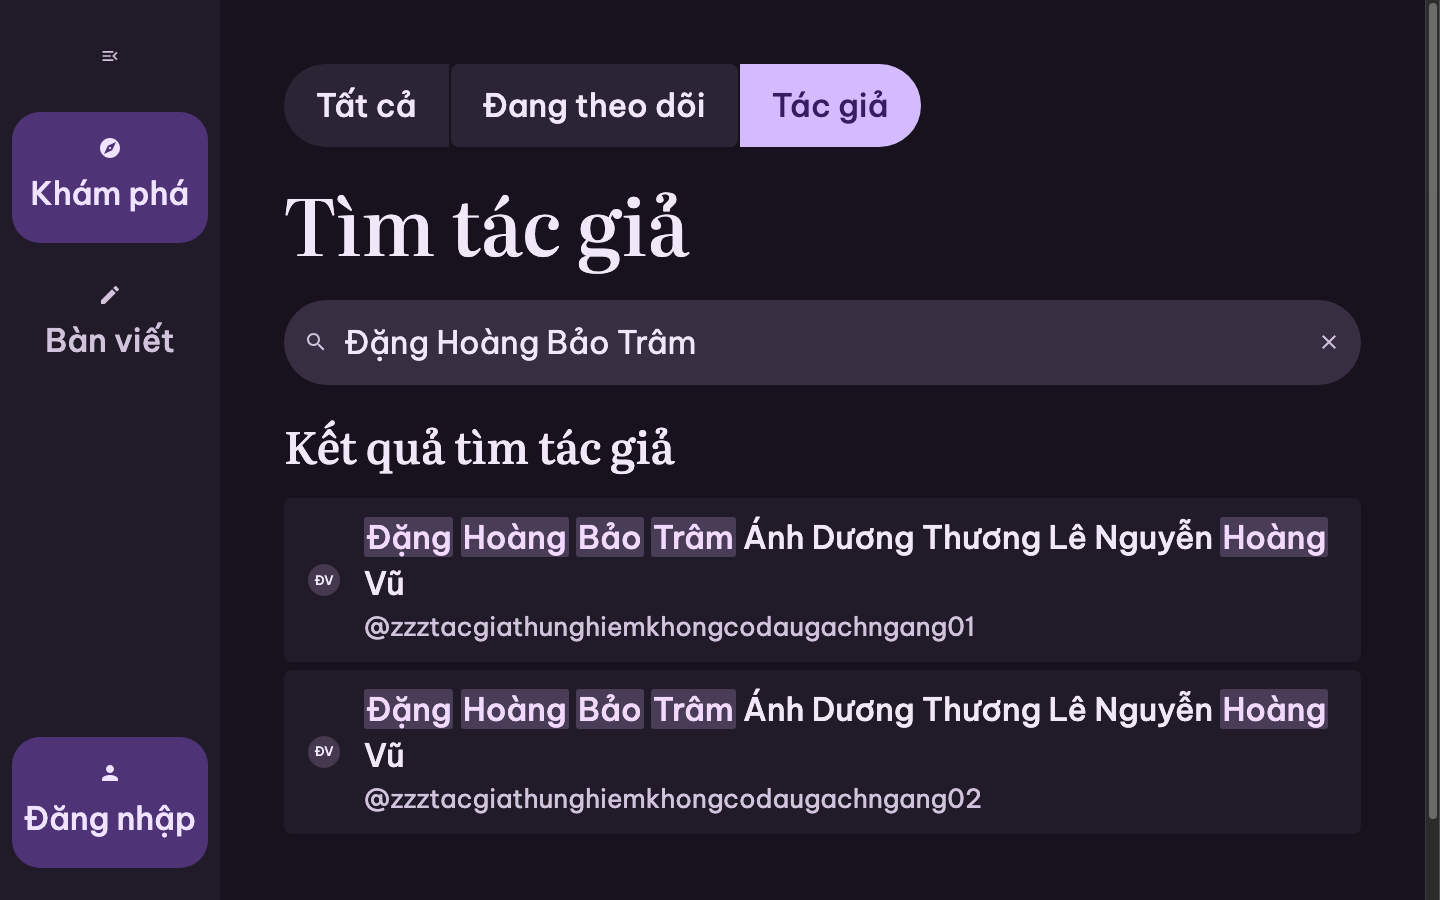 Khám phá
Bàn viết
Đăng nhập
Tất cả
Đang theo dõi
Tác giả
Tìm tác giả
Đặng Hoàng Bảo Trâm
Kết quả tìm tác giả
ĐV
Đặng Hoàng Bảo Trâm Ánh Dương Thương Lê Nguyễn Hoàng
Vũ
@zzztacgiathunghiemkhongcodaugachngang01
ĐV
Đặng Hoàng Bảo Trâm Ánh Dương Thương Lê Nguyễn Hoàng
Vũ
@zzztacgiathunghiemkhongcodaugachngang02